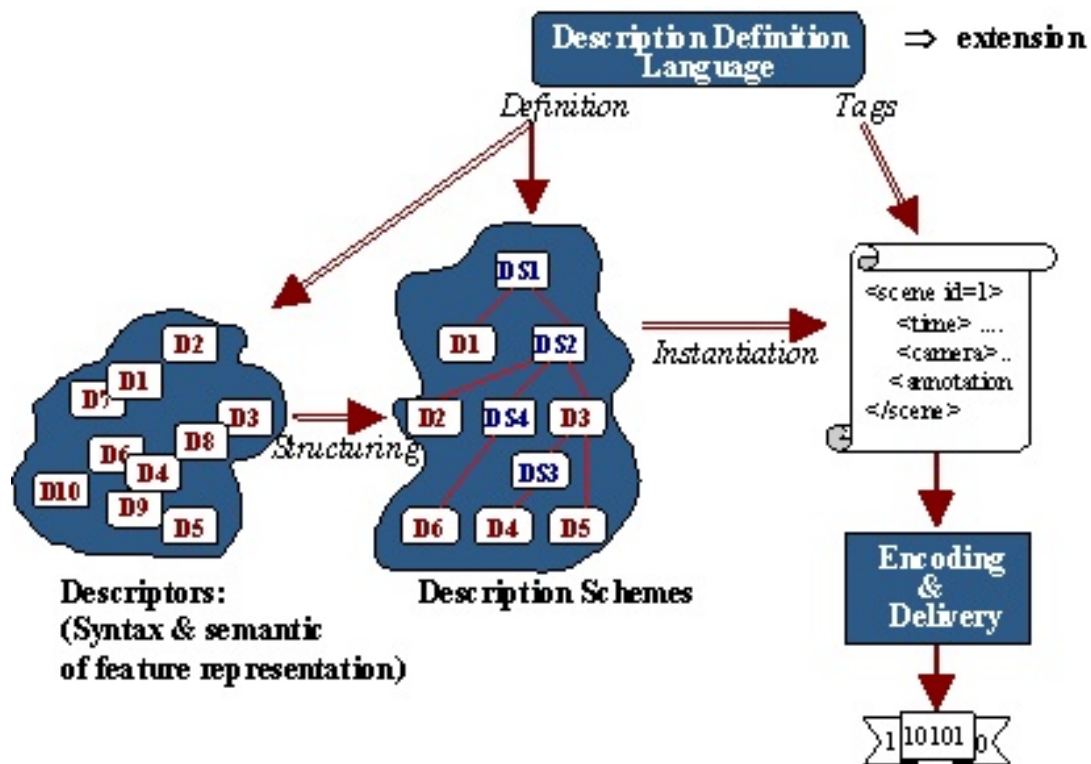 Description Definition
Language
⇒ extension
Definition
Tags
DS1
D1
DS2
D2
DS4
D3
DS3
D6
D4
D5
D2
D1
D7
D3
D8
D6
D4
D10
D9
D5
Structuring
Instantiation
<scene id=1>
<time> ....
<camera>..
<annotation
</scene>
Descriptors:
(Syntax & semantic
of feature representation)
Description Schemes
Encoding
&
Delivery
1 10101 0